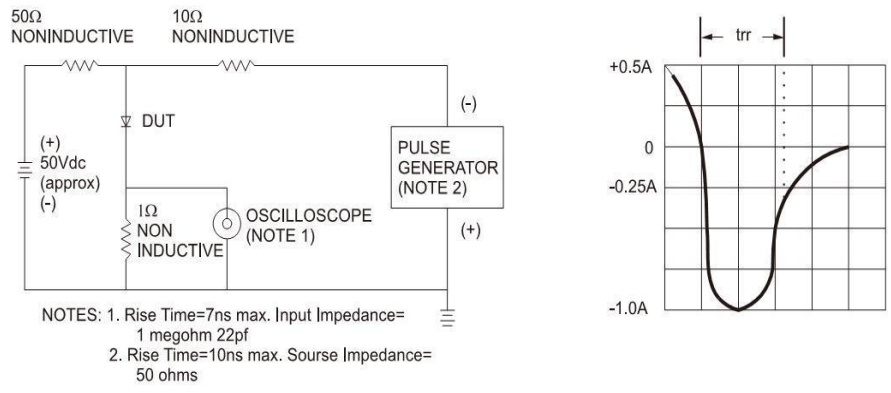 50Ω
NONINDUCTIVE
10Ω
NONINDUCTIVE
DUT
(+)
50Vdc
(approx)
(-)
1Ω
NON
INDUCTIVE
OSCILLOSCOPE
(NOTE 1)
(-)
PULSE
GENERATOR
(NOTE 2)
(+)
NOTES: 1. Rise Time=7ns max. Input Impedance=
1 megohm 22pf
2. Rise Time=10ns max. Sourse Impedance=
50 ohms
trr
+0.5A
0
-0.25A
-1.0A